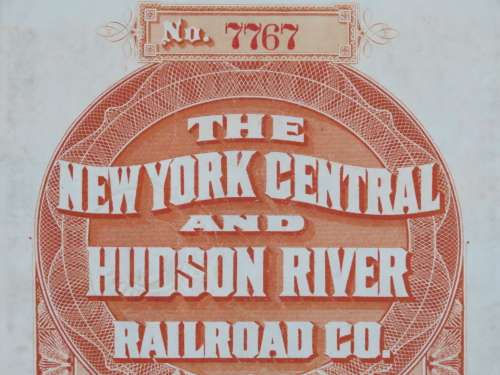 No. 7767
THE
NEW YORK CENTRAL
AND
HUDSON RIVER
RAILROAD CO.